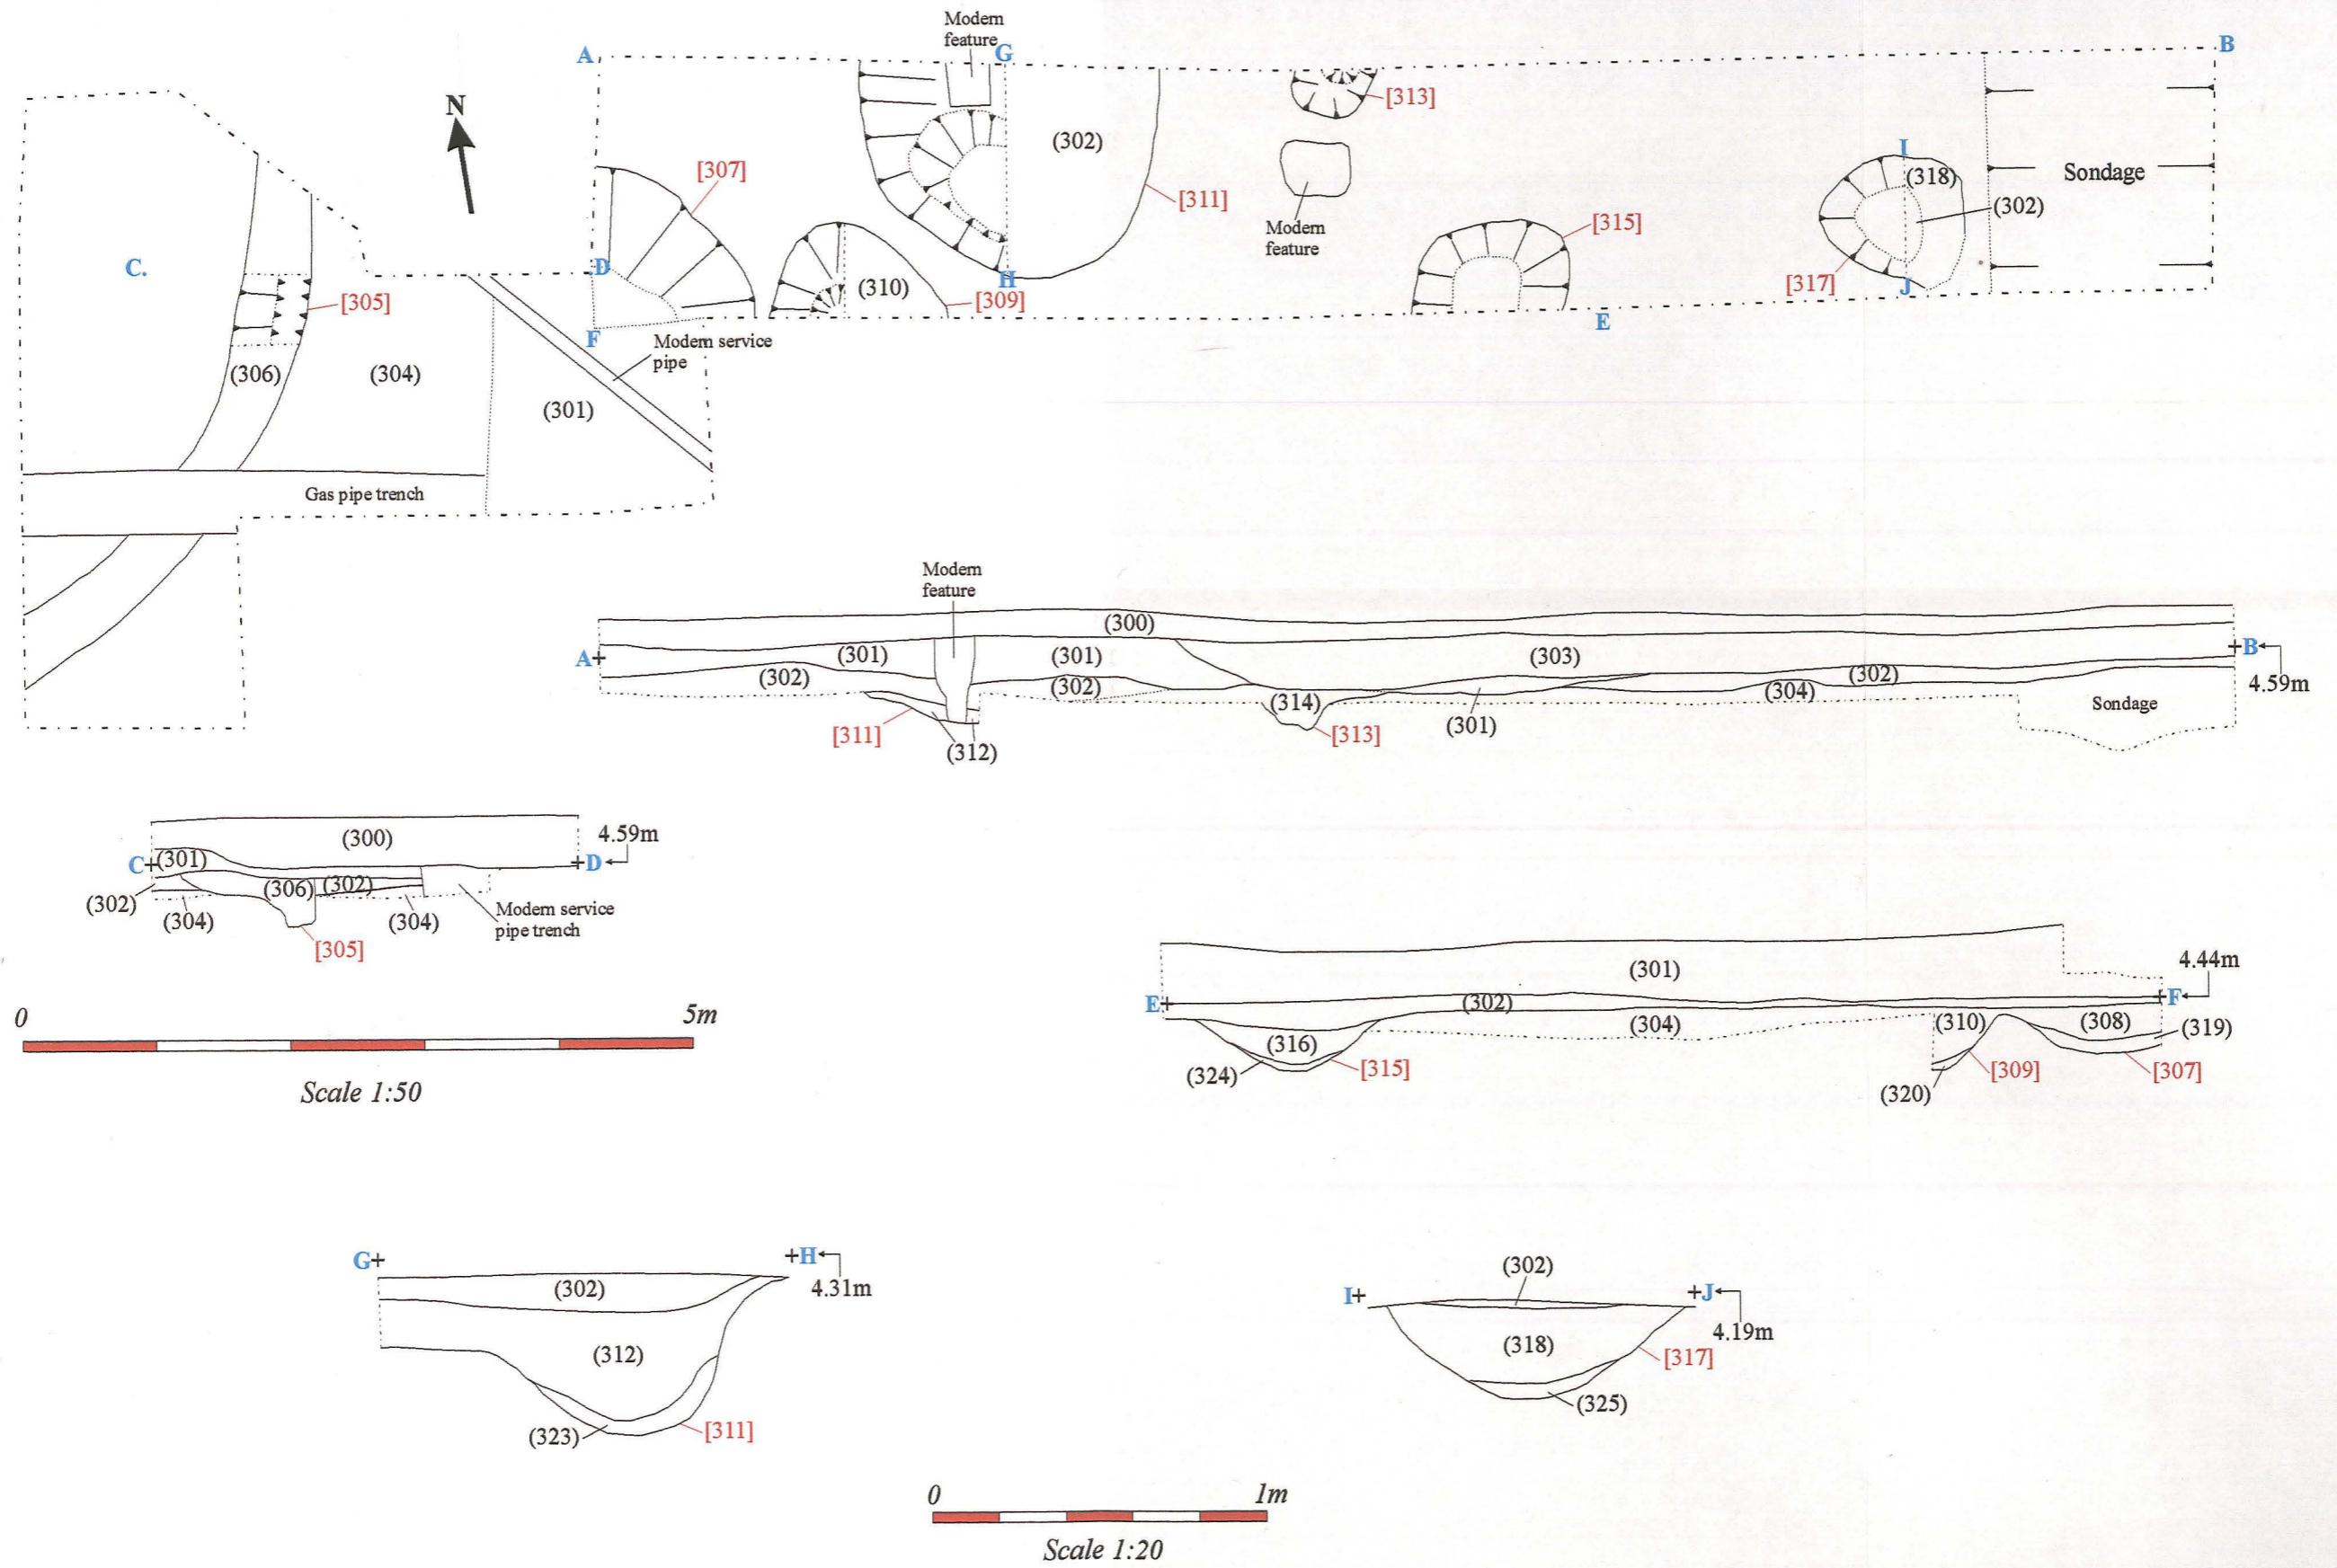 Modern
feature
A
G
B
N
[313]
(302)
[307]
I
(318)
Sondage
[311]
(302)
Modern
feature
[315]
C.
D
[305]
(310)
H
[309]
[317]
J
E
F
Modern service
pipe
(306)
(304)
(301)
Gas pipe trench
Modern
feature
(300)
A
(301)
(301)
(303)
B
(302)
(302)
(302)
(304)
4.59m
(314)
Sondage
[311]
(312)
[313]
(301)
(300)
4.59m
C
(301)
D
(306)
(302)
(302)
(304)
(304)
Modern service
pipe trench
[305]
(301)
4.44m
E
(302)
F
(304)
(310)
(308)
(319)
(316)
(324)
[315]
[309]
[307]
(320)
0
5m
Scale 1:50
G
H
(302)
4.31m
(312)
(323)
[311]
(302)
I
J
4.19m
(318)
[317]
(325)
0
1m
Scale 1:20